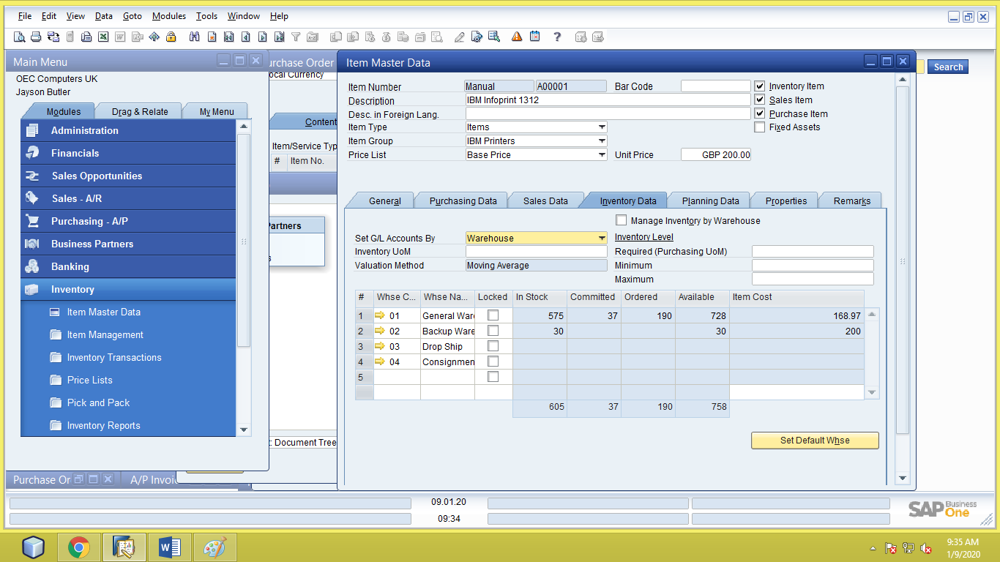 File Edit View Data Goto Modules Tools Window Help
Main Menu
OEC Computers UK
Jayson Butler
Modules Drag & Relate My Menu
Administration
Financials
Sales Opportunities
Sales - A/R
Purchasing - A/P
Business Partners
Banking
Inventory
Item Master Data
Item Management
Inventory Transactions
Price Lists
Pick and Pack
Inventory Reports
urchase Order
ocal Currency
Content
Item/Service Typ
# Item No.
Partners
s
t: Document Tree
Purchase Or
A/P Invoi
Search
Item Master Data
Item Number Manual A00001 Bar Code Inventory Item
Description IBM Infoprint 1312 Sales Item
Desc. in Foreign Lang. Purchase Item
Item Type Items Fixed Assets
Item Group IBM Printers
Price List Base Price Unit Price GBP 200.00
General Purchasing Data Sales Data Inventory Data Planning Data Properties Remarks
Manage Inventory by Warehouse
Set G/L Accounts By Warehouse Inventory Level
Inventory UoM Required (Purchasing UoM)
Valuation Method Moving Average Minimum
Maximum
# Whse C... Whse Na... Locked In Stock Committed Ordered Available Item Cost
1 01 General Ware 575 37 190 728 168.97
2 02 Backup Ware 30 30 200
3 03 Drop Ship
4 04 Consignmen
5
605 37 190 758
Set Default Whse
09.01.20
09:34
SAP Business One
9:35 AM
1/9/2020